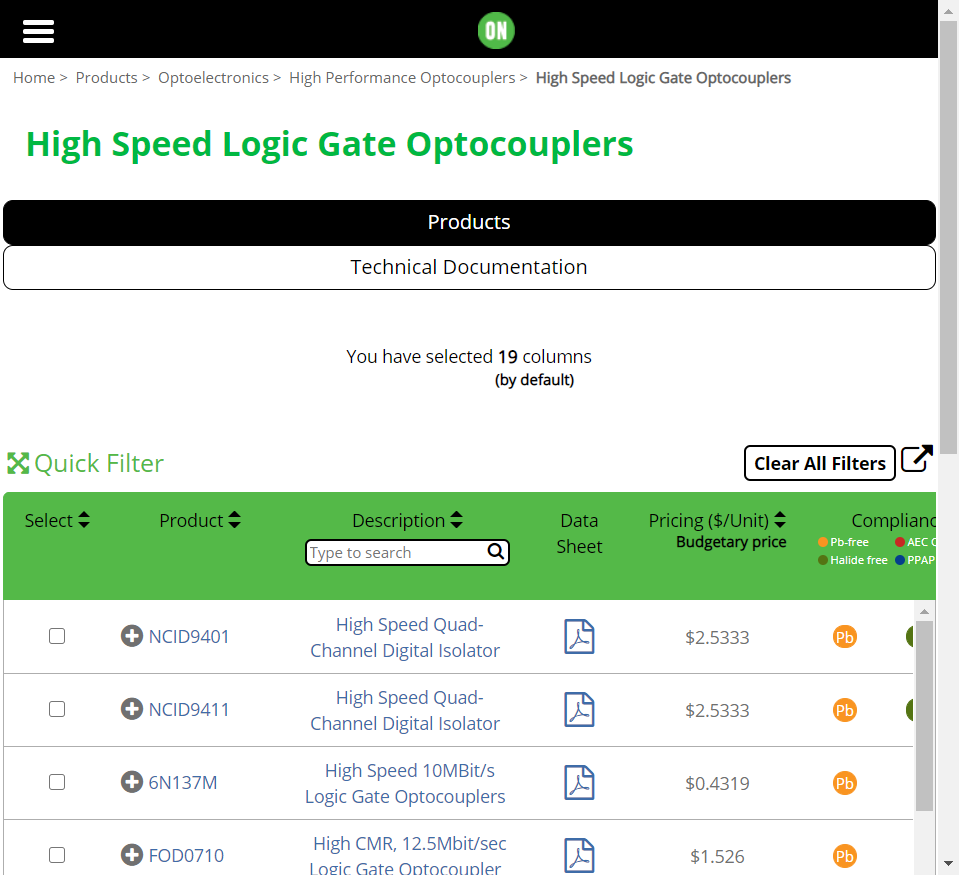 ON
Home > Products > Optoelectronics > High Performance Optocouplers > High Speed Logic Gate Optocouplers
High Speed Logic Gate Optocouplers
Products
Technical Documentation
You have selected 19 columns
(by default)
Quick Filter
Clear All Filters
Select Product Description Data Pricing ($/Unit) Complianc
Type to search Sheet Budgetary price Pb-free AEC
Halide free PPAP
NCID9401 High Speed Quad- $2.5333 Pb
Channel Digital Isolator
NCID9411 High Speed Quad- $2.5333 Pb
Channel Digital Isolator
6N137M High Speed 10MBit/s $0.4319 Pb
Logic Gate Optocouplers
FOD0710 High CMR, 12.5Mbit/sec $1.526 Pb
Logic Gate Optocoupler